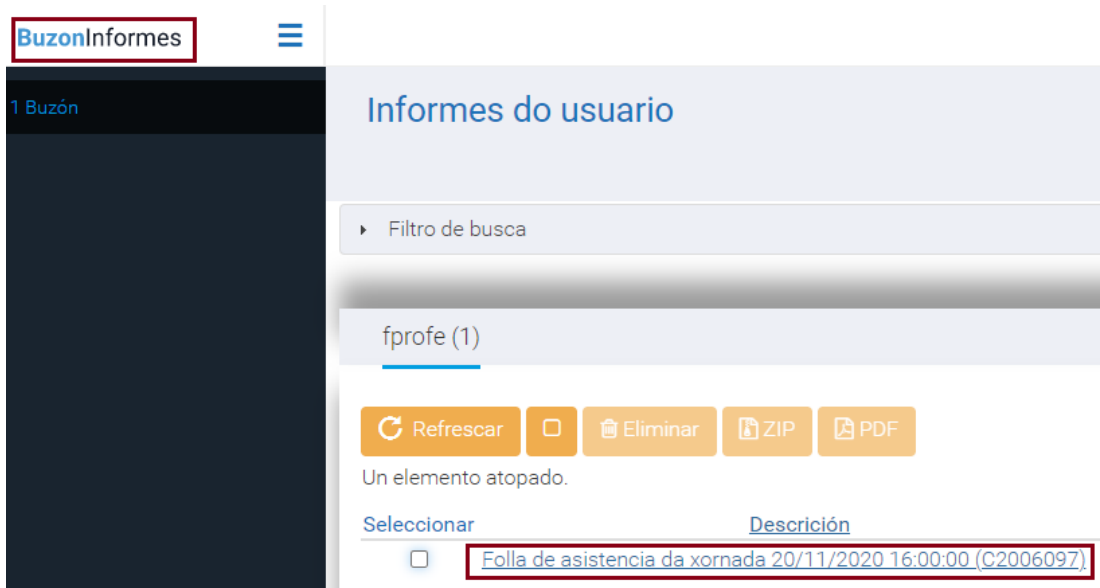 BuzonInformes
1 Buzón
Informes do usuario
Filtro de busca
fprofe (1)
Refrescar Eliminar ZIP PDF
Un elemento atopado.
Seleccionar Descrición
Folla de asistencia da xornada 20/11/2020 16:00:00 (C2006097)